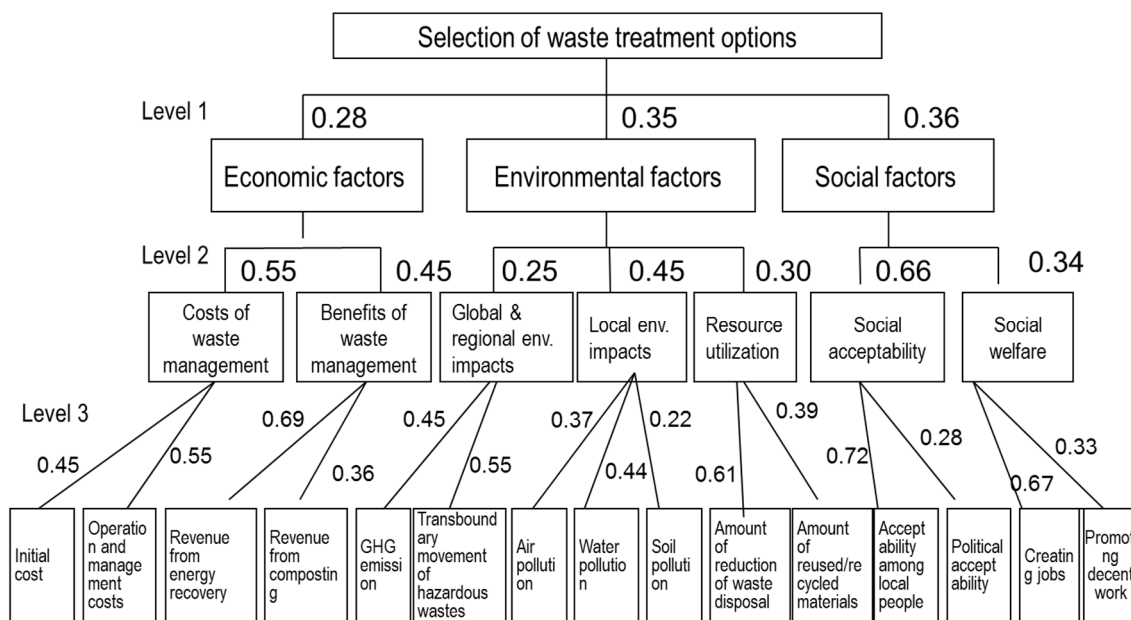 Selection of waste treatment options
Level 1
0.28
0.35
0.36
Economic factors
Environmental factors
Social factors
Level 2
0.55
0.45
0.25
0.45
0.30
0.66
0.34
Costs of
waste
management
Benefits of
waste
management
Global &
regional env.
impacts
Local env.
impacts
Resource
utilization
Social
acceptability
Social
welfare
Level 3
0.45
0.55
0.69
0.36
0.45
0.55
0.37
0.44
0.22
0.61
0.39
0.72
0.28
0.67
0.33
Initial
cost
Operatio
n and
manage
ment
costs
Revenue
from
energy
recovery
Revenue
from
compostin
g
GHG
emissi
on
Transbound
ary
movement
of
hazardous
wastes
Air
polluti
on
Water
pollutio
n
Soil
polluti
on
Amount
of
reduction
of waste
disposal
Amount
of
reused/re
cycled
materials
Accept
ability
among
local
people
Political
accept
ability
Creatin
g jobs
Promoti
ng
decent
work